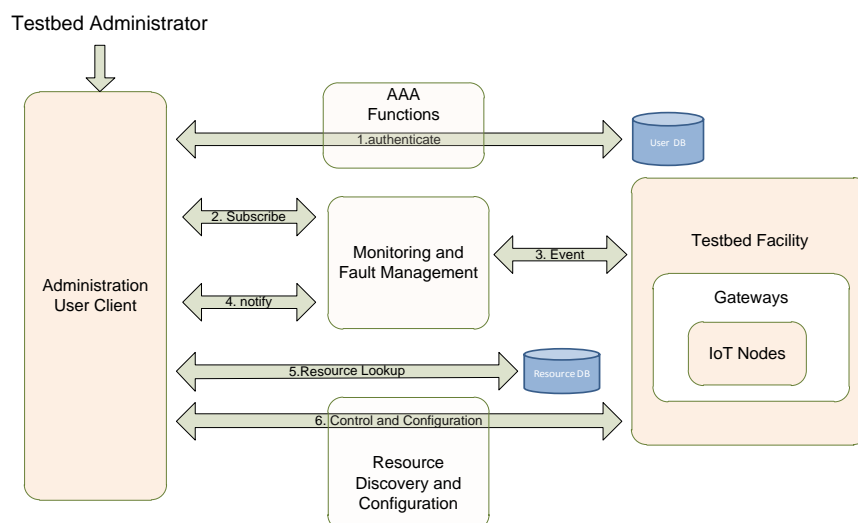 Testbed Administrator
AAA
Functions
1.authenticate
User DB
2. Subscribe
Monitoring and
Fault Management
3. Event
Testbed Facility
Gateways
IoT Nodes
Administration
User Client
4. notify
5.Resource Lookup
Resource DB
6. Control and Configuration
Resource
Discovery and
Configuration